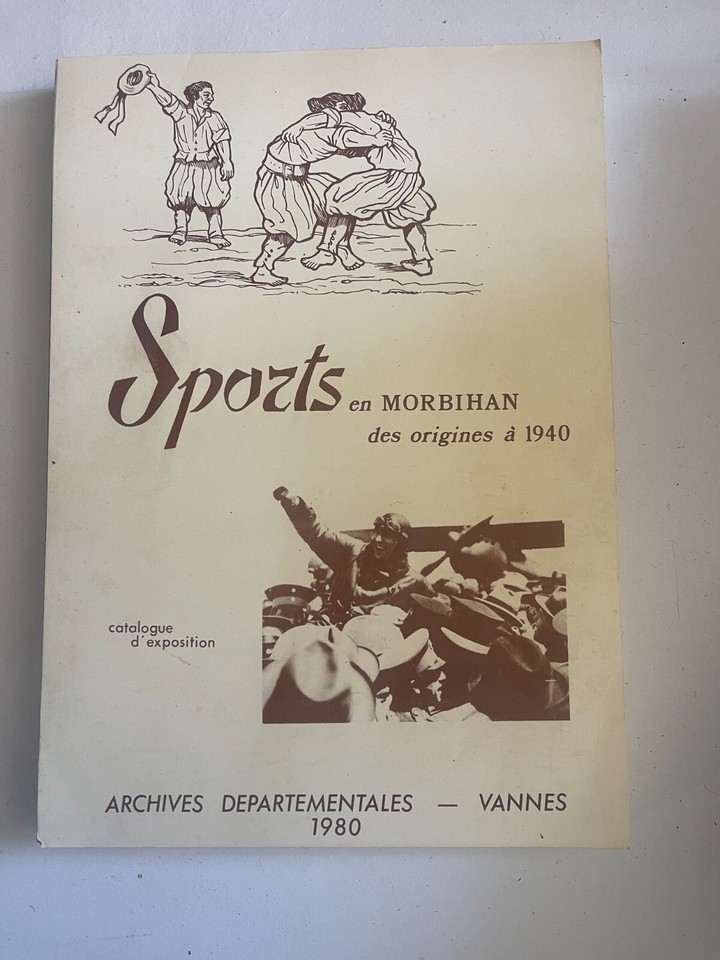 Sports en MORBIHAN
des origines à 1940
catalogue
d'exposition
ARCHIVES DEPARTEMENTALES — VANNES
1980